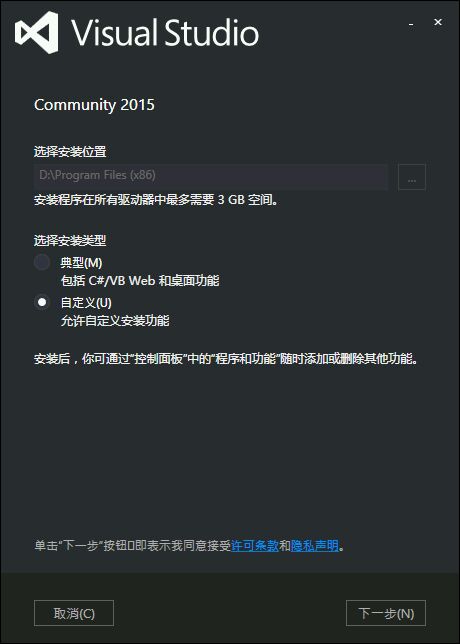 Visual Studio
Community 2015
选择安装位置
D:\Program Files (x86)
...
安装程序在所有驱动器中最多需要 3 GB 空间。
选择安装类型
典型(M)
包括 C#/VB Web 和桌面功能
自定义(U)
允许自定义安装功能
安装后，你可通过“控制面板”中的“程序和功能”随时添加或删除其他功能。
单击“下一步”按钮▯即表示我同意接受许可条款和隐私声明。
取消(C)
下一步(N)